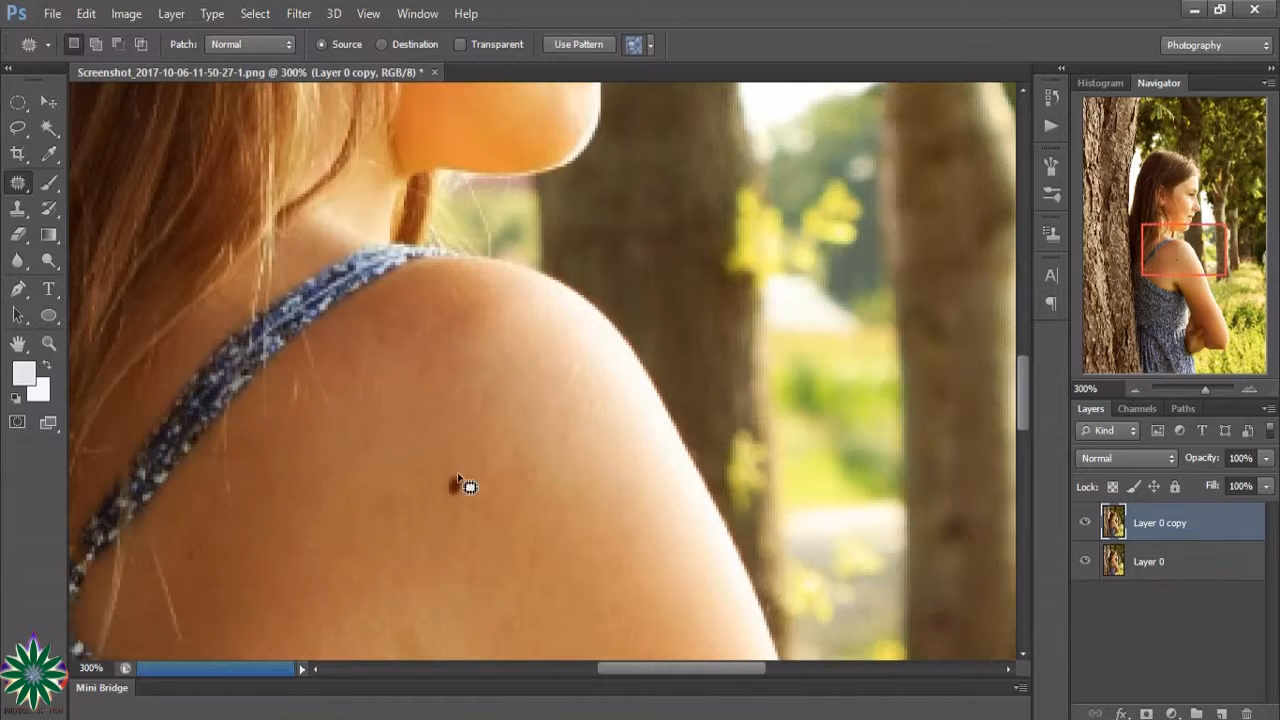 Ps File Edit Image Layer Type Select Filter 3D View Window Help
Patch: Normal Source Destination Transparent Use Pattern Photography
Screenshot_2017-10-06-11-50-27-1.png @ 300% (Layer 0 copy, RGB/8) * ×
Histogram Navigator
300%
Layers Channels Paths
Kind
Normal Opacity: 100%
Lock: Fill: 100%
Layer 0 copy
Layer 0
300%
Mini Bridge